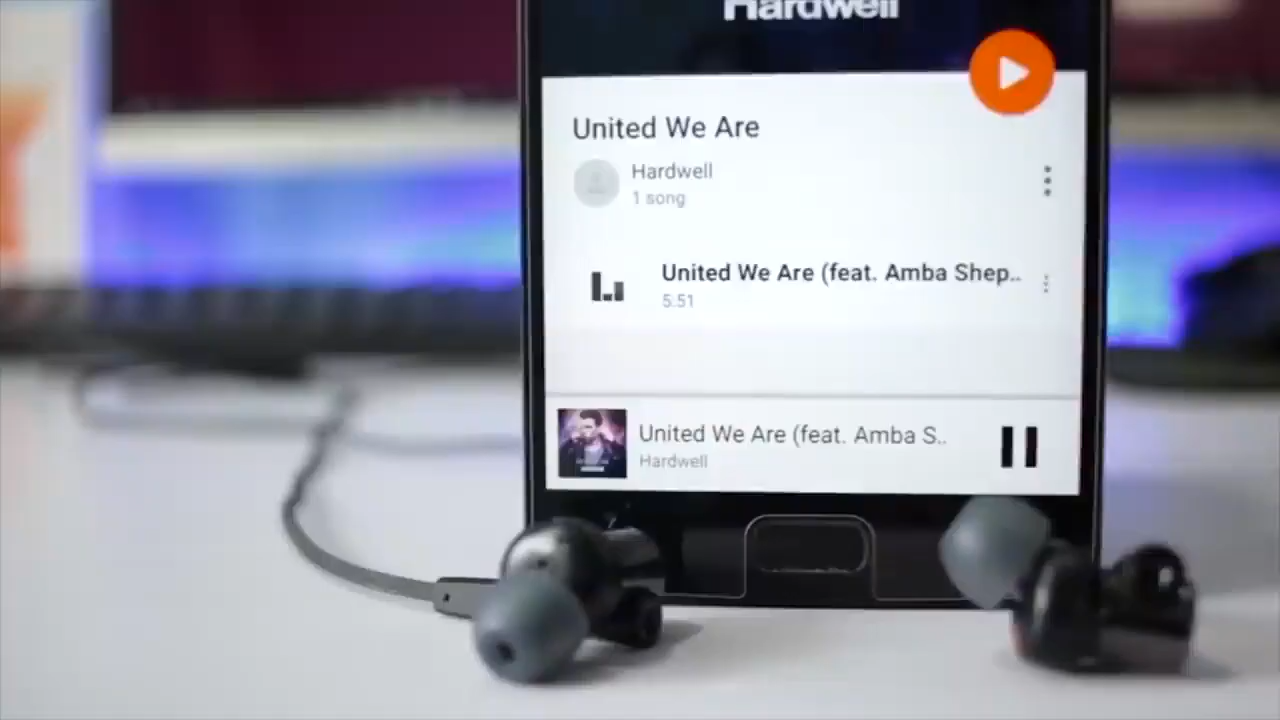 Hardwell
United We Are
Hardwell
1 song
United We Are (feat. Amba Shep..
5:51
United We Are (feat. Amba S..
Hardwell